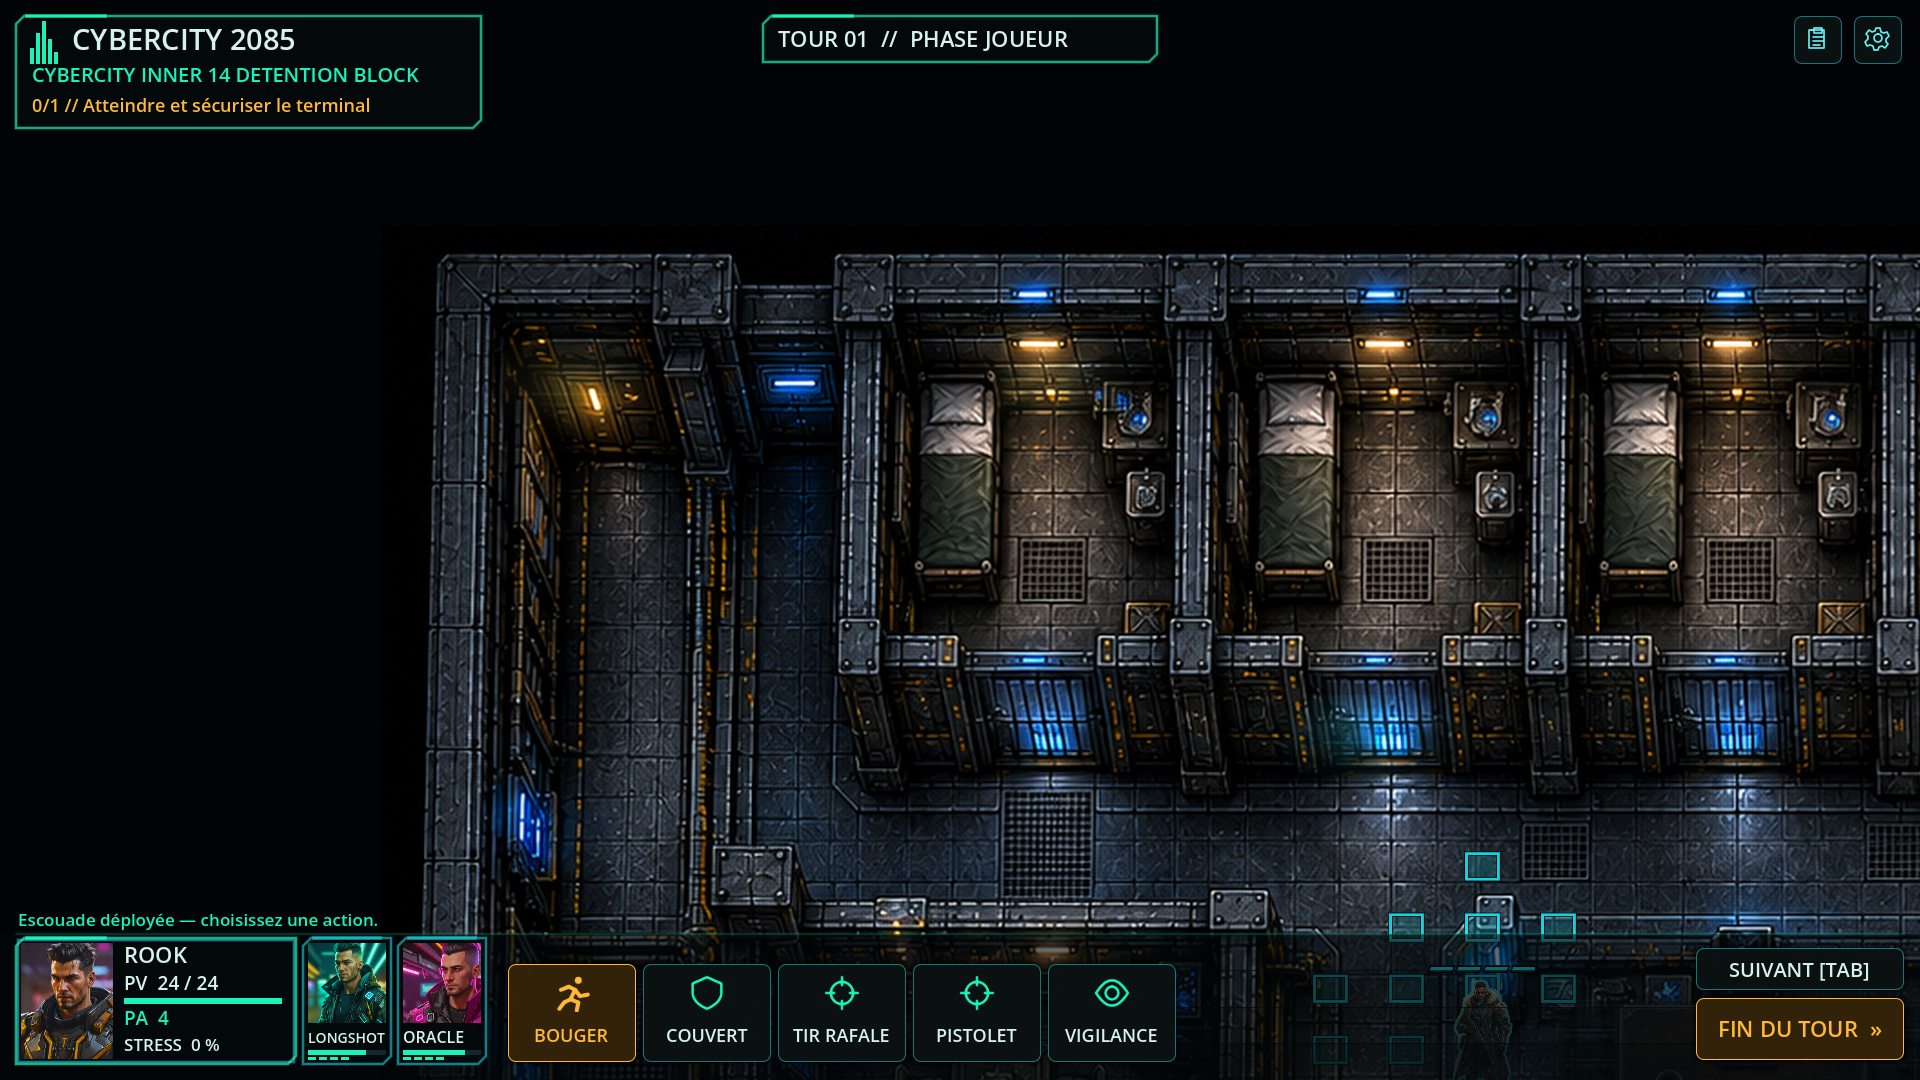 CYBERCITY 2085
CYBERCITY INNER 14 DETENTION BLOCK
0/1 // Atteindre et sécuriser le terminal
TOUR 01 // PHASE JOUEUR
Escouade déployée — choisissez une action.
ROOK
PV 24 / 24
PA 4
STRESS 0 %
LONGSHOT
ORACLE
BOUGER
COUVERT
TIR RAFALE
PISTOLET
VIGILANCE
SUIVANT [TAB]
FIN DU TOUR »